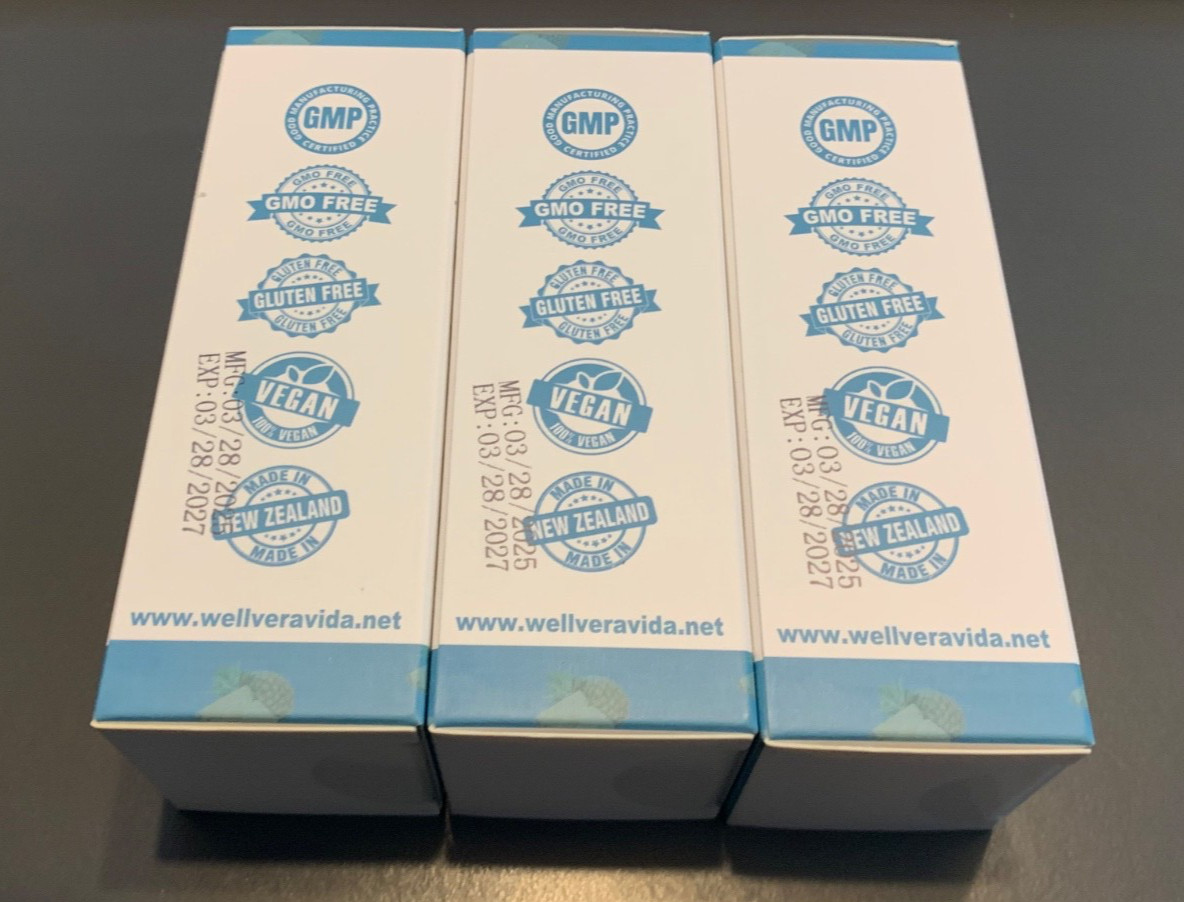 GOOD MANUFACTURING PRACTICE
GMP
CERTIFIED
GMO FREE
GMO FREE
GMO FREE
GLUTEN FREE
GLUTEN FREE
GLUTEN FREE
VEGAN
100% VEGAN
MFG:03/28/2025
EXP:03/28/2027
MADE IN
NEW ZEALAND
MADE IN
www.wellveravida.net
GOOD MANUFACTURING PRACTICE
GMP
CERTIFIED
GMO FREE
GMO FREE
GMO FREE
GLUTEN FREE
GLUTEN FREE
GLUTEN FREE
VEGAN
100% VEGAN
MFG:03/28/2025
EXP:03/28/2027
MADE IN
NEW ZEALAND
MADE IN
www.wellveravida.net
GOOD MANUFACTURING PRACTICE
GMP
CERTIFIED
GMO FREE
GMO FREE
GMO FREE
GLUTEN FREE
GLUTEN FREE
GLUTEN FREE
VEGAN
100% VEGAN
MFG:03/28/2025
EXP:03/28/2027
MADE IN
NEW ZEALAND
MADE IN
www.wellveravida.net